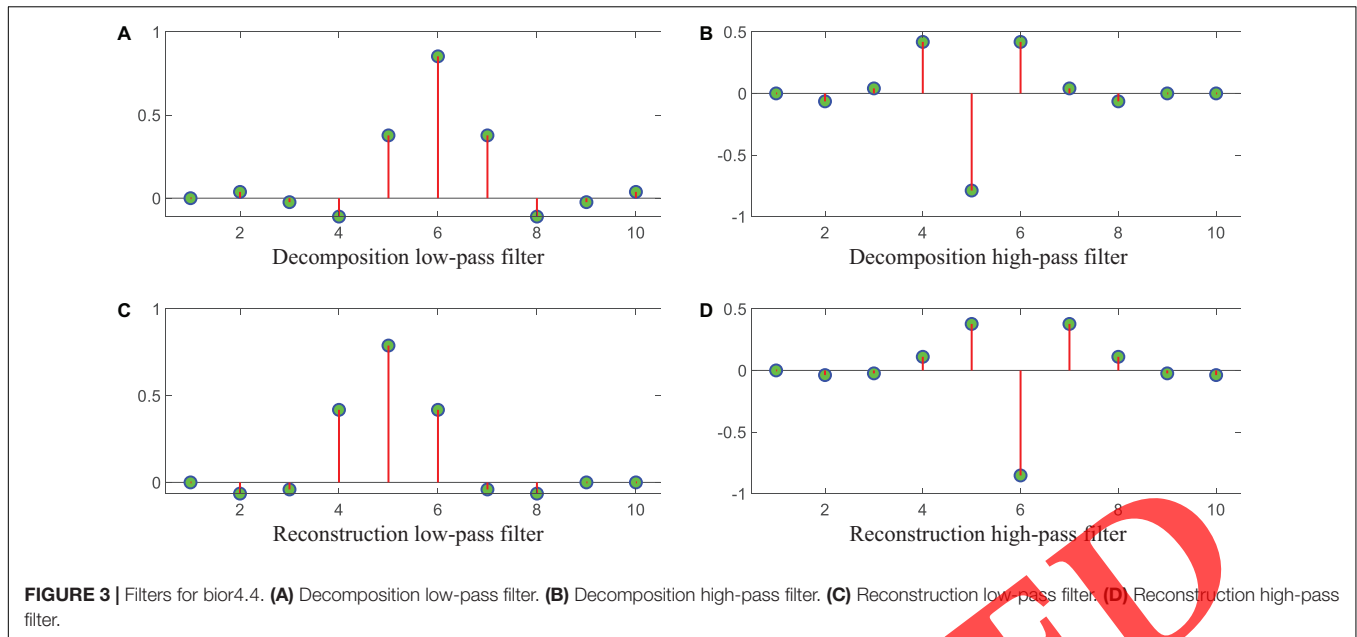 A
1
0.5
0
2 4 6 8 10
Decomposition low-pass filter
B
0.5
0
-0.5
-1
2 4 6 8 10
Decomposition high-pass filter
C
1
0.5
0
2 4 6 8 10
Reconstruction low-pass filter
D
0.5
0
-0.5
-1
2 4 6 8 10
Reconstruction high-pass filter
FIGURE 3 | Filters for bior4.4. (A) Decomposition low-pass filter. (B) Decomposition high-pass filter. (C) Reconstruction low-pass filter. (D) Reconstruction high-pass
filter.
ED